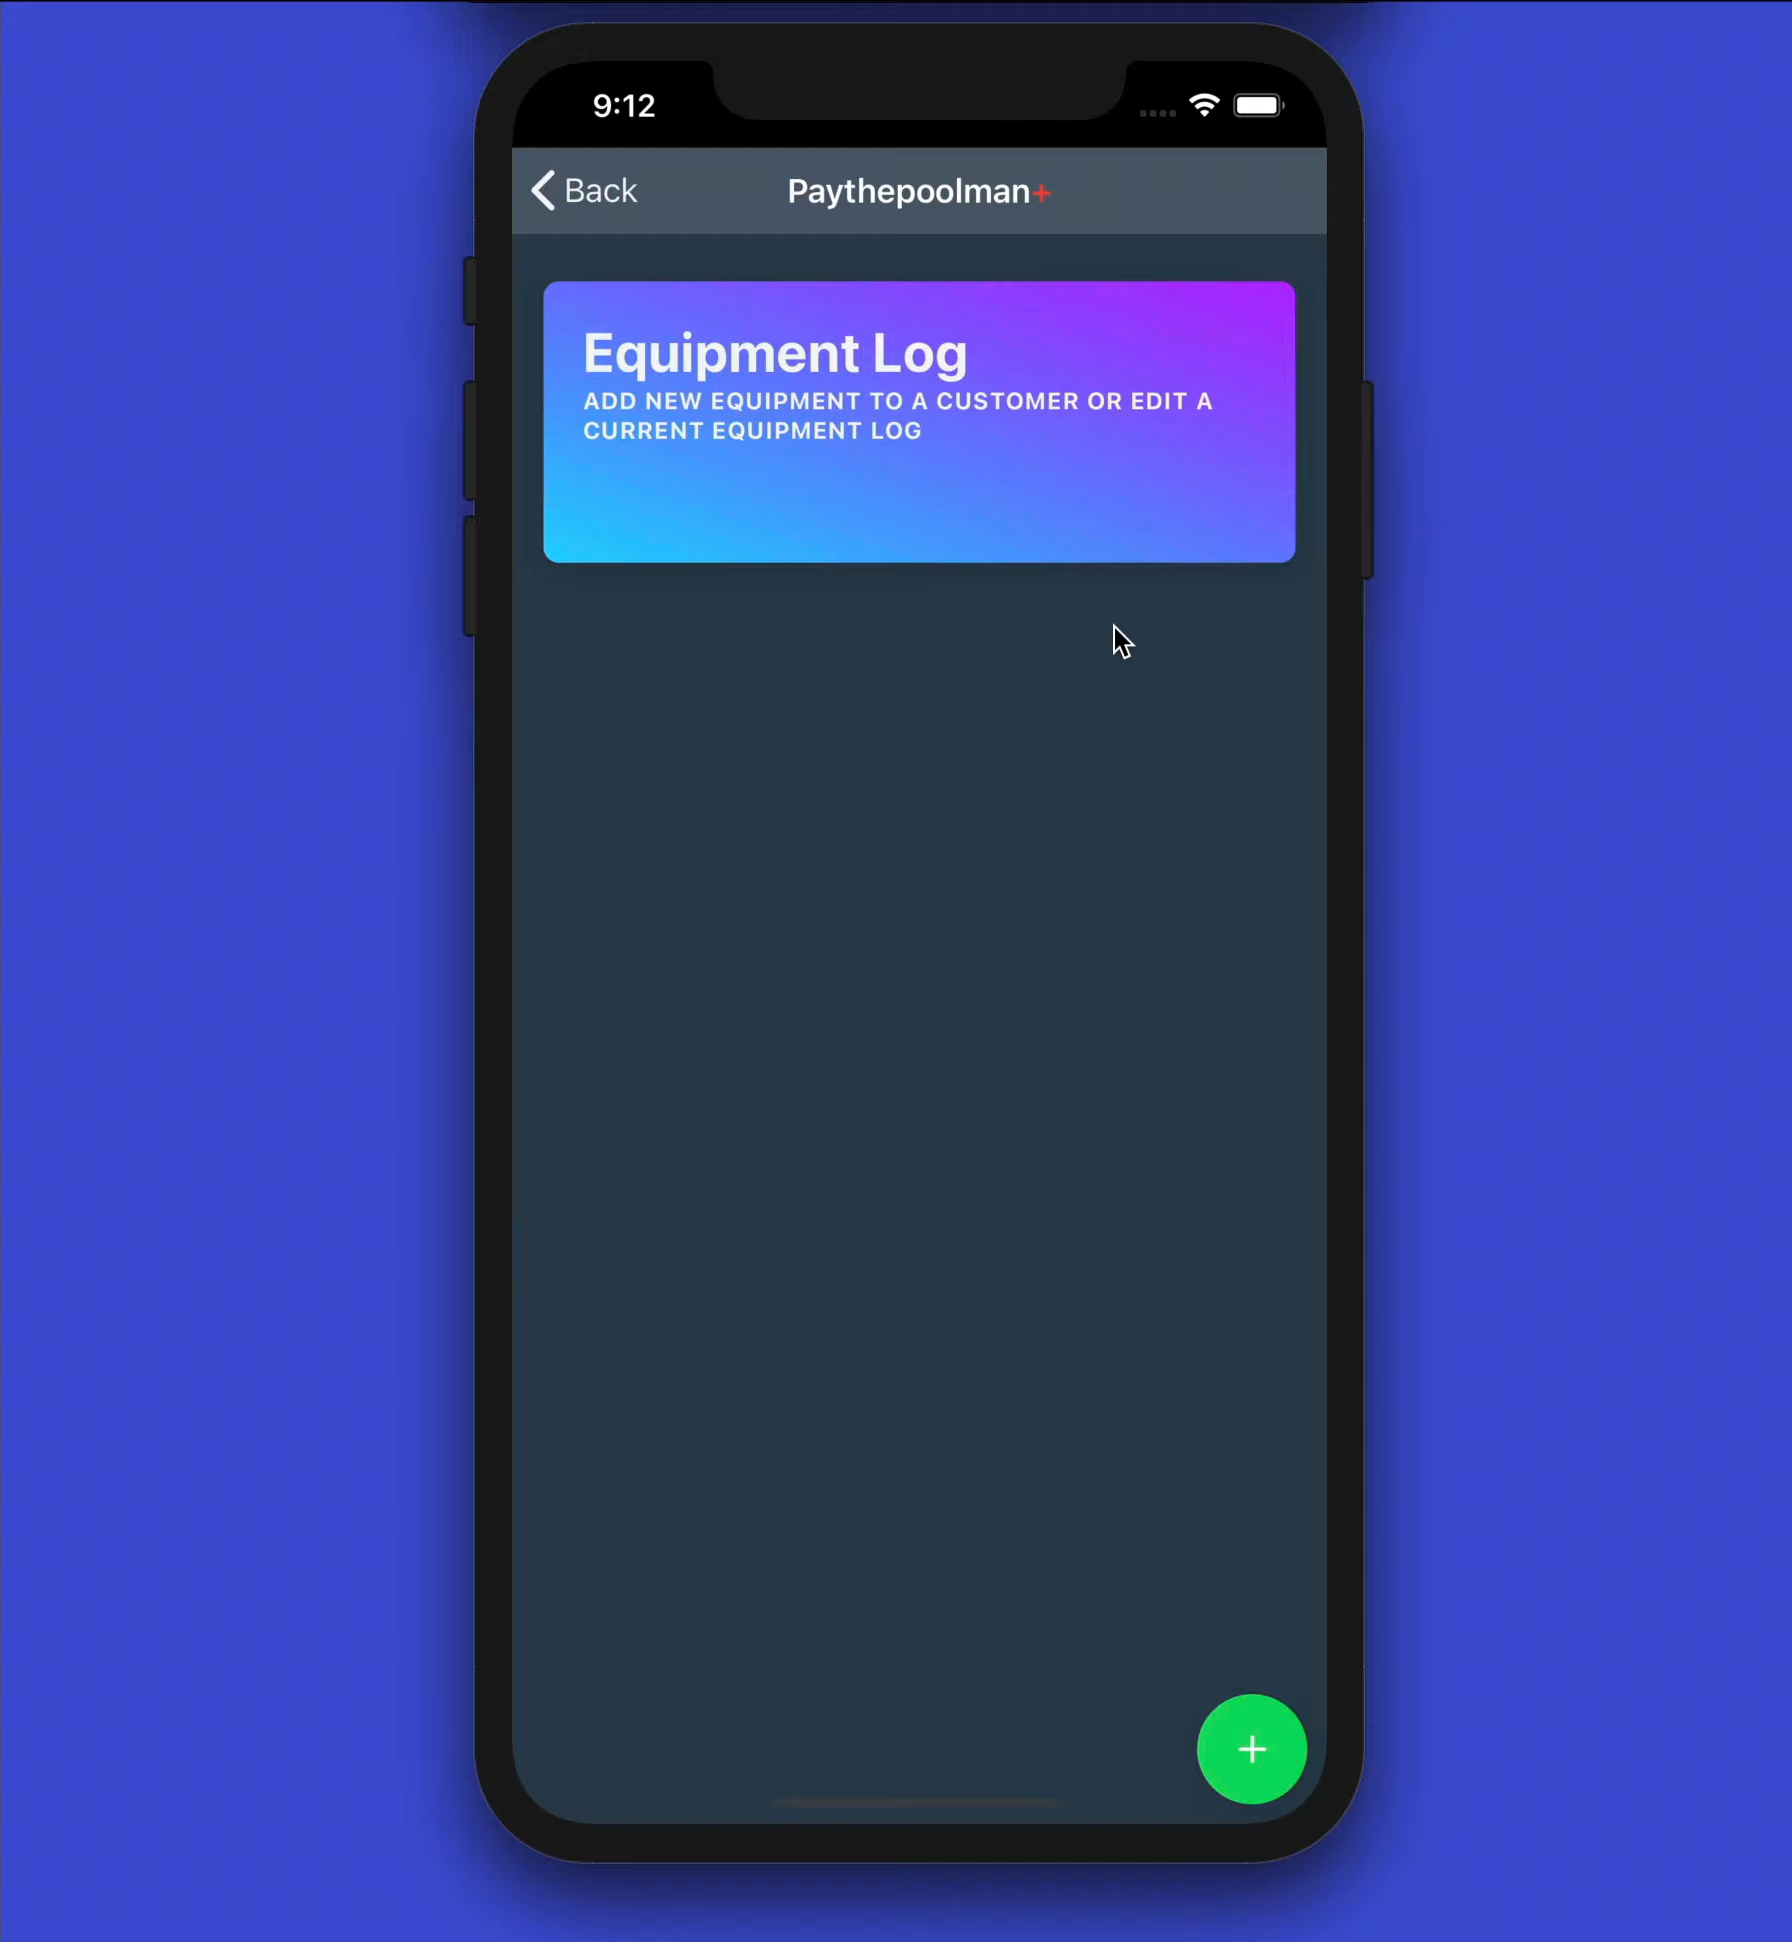 9:12
Back
Paythepoolman+
Equipment Log
ADD NEW EQUIPMENT TO A CUSTOMER OR EDIT A
CURRENT EQUIPMENT LOG
+